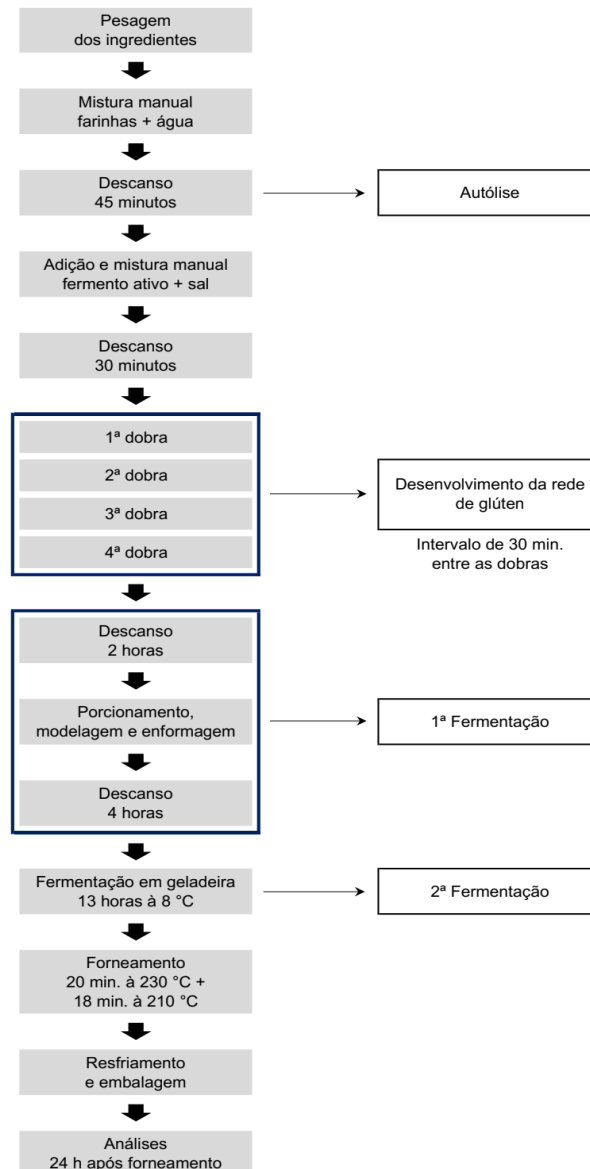 Pesagem
dos ingredientes
Mistura manual
farinhas + água
Descanso
45 minutos
Autólise
Adição e mistura manual
fermento ativo + sal
Descanso
30 minutos
1ª dobra
2ª dobra
3ª dobra
4ª dobra
Desenvolvimento da rede
de glúten
Intervalo de 30 min.
entre as dobras
Descanso
2 horas
Porcionamento,
modelagem e enformagem
Descanso
4 horas
1ª Fermentação
Fermentação em geladeira
13 horas à 8 °C
2ª Fermentação
Forneamento
20 min. à 230 °C +
18 min. à 210 °C
Resfriamento
e embalagem
Análises
24 h após forneamento